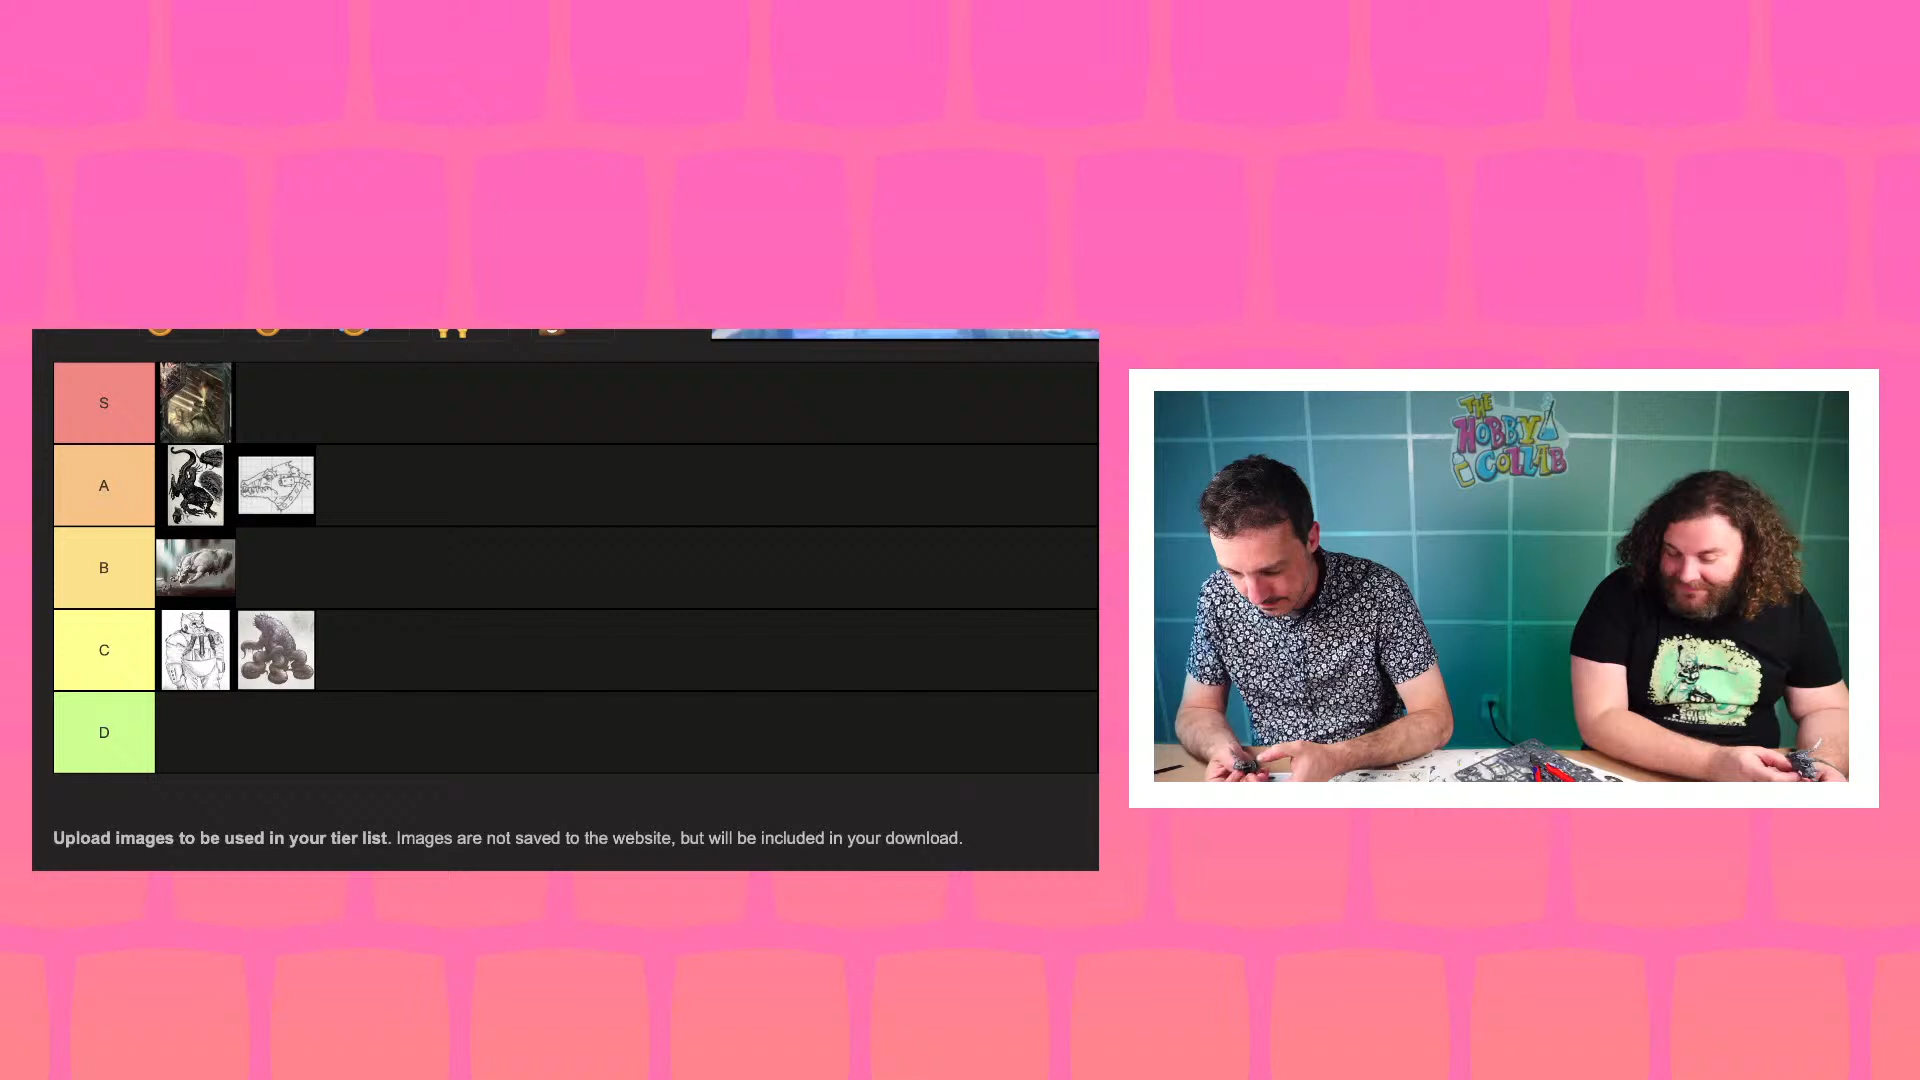 S
A
B
C
D
Upload images to be used in your tier list. Images are not saved to the website, but will be included in your download.
THE
HOBBY
COLLAB